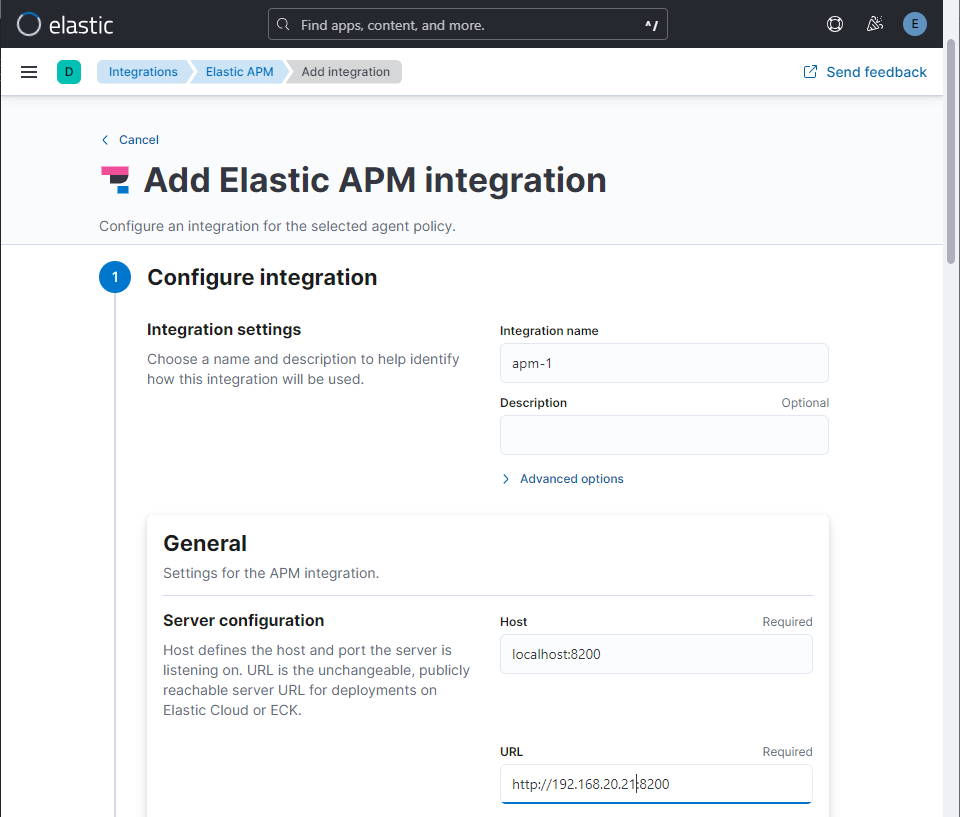 elastic
Find apps, content, and more.
^/
E
D
Integrations
Elastic APM
Add integration
Send feedback
Cancel
Add Elastic APM integration
Configure an integration for the selected agent policy.
1
Configure integration
Integration settings
Choose a name and description to help identify
how this integration will be used.
Integration name
apm-1
Description
Optional
Advanced options
General
Settings for the APM integration.
Server configuration
Host defines the host and port the server is
listening on. URL is the unchangeable, publicly
reachable server URL for deployments on
Elastic Cloud or ECK.
Host
Required
localhost:8200
URL
Required
http://192.168.20.21:8200